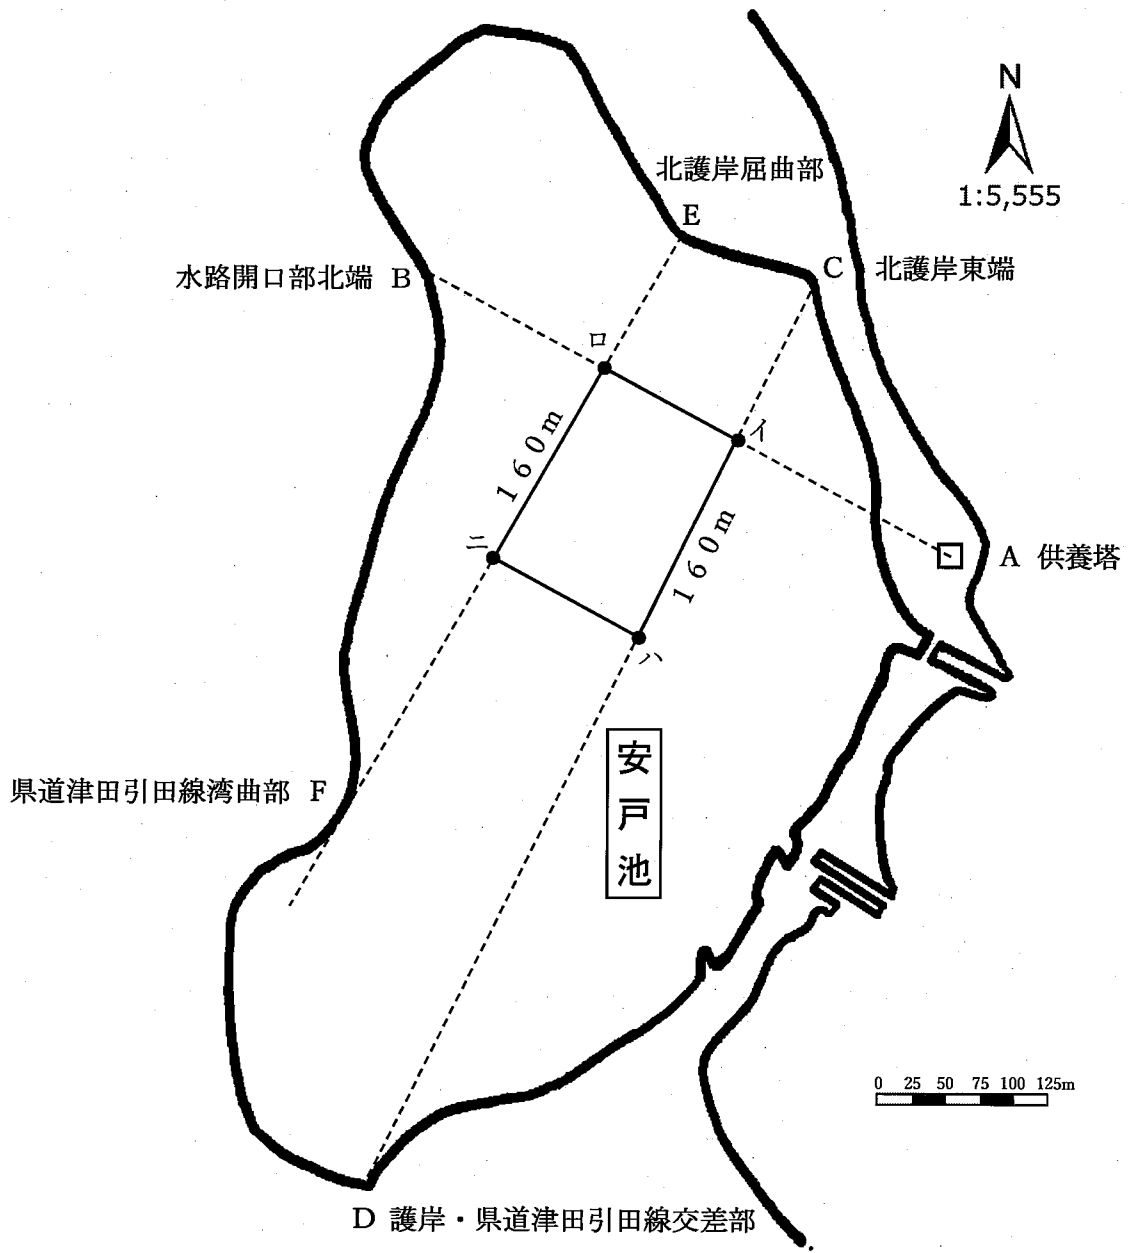 N
1:5,555
北護岸屈曲部
E
水路開口部北端 B
C 北護岸東端
ロ
イ
160m
160m
ニ
ハ
A 供養塔
安戸池
県道津田引田線湾曲部 F
0 25 50 75 100 125m
D 護岸・県道津田引田線交差部